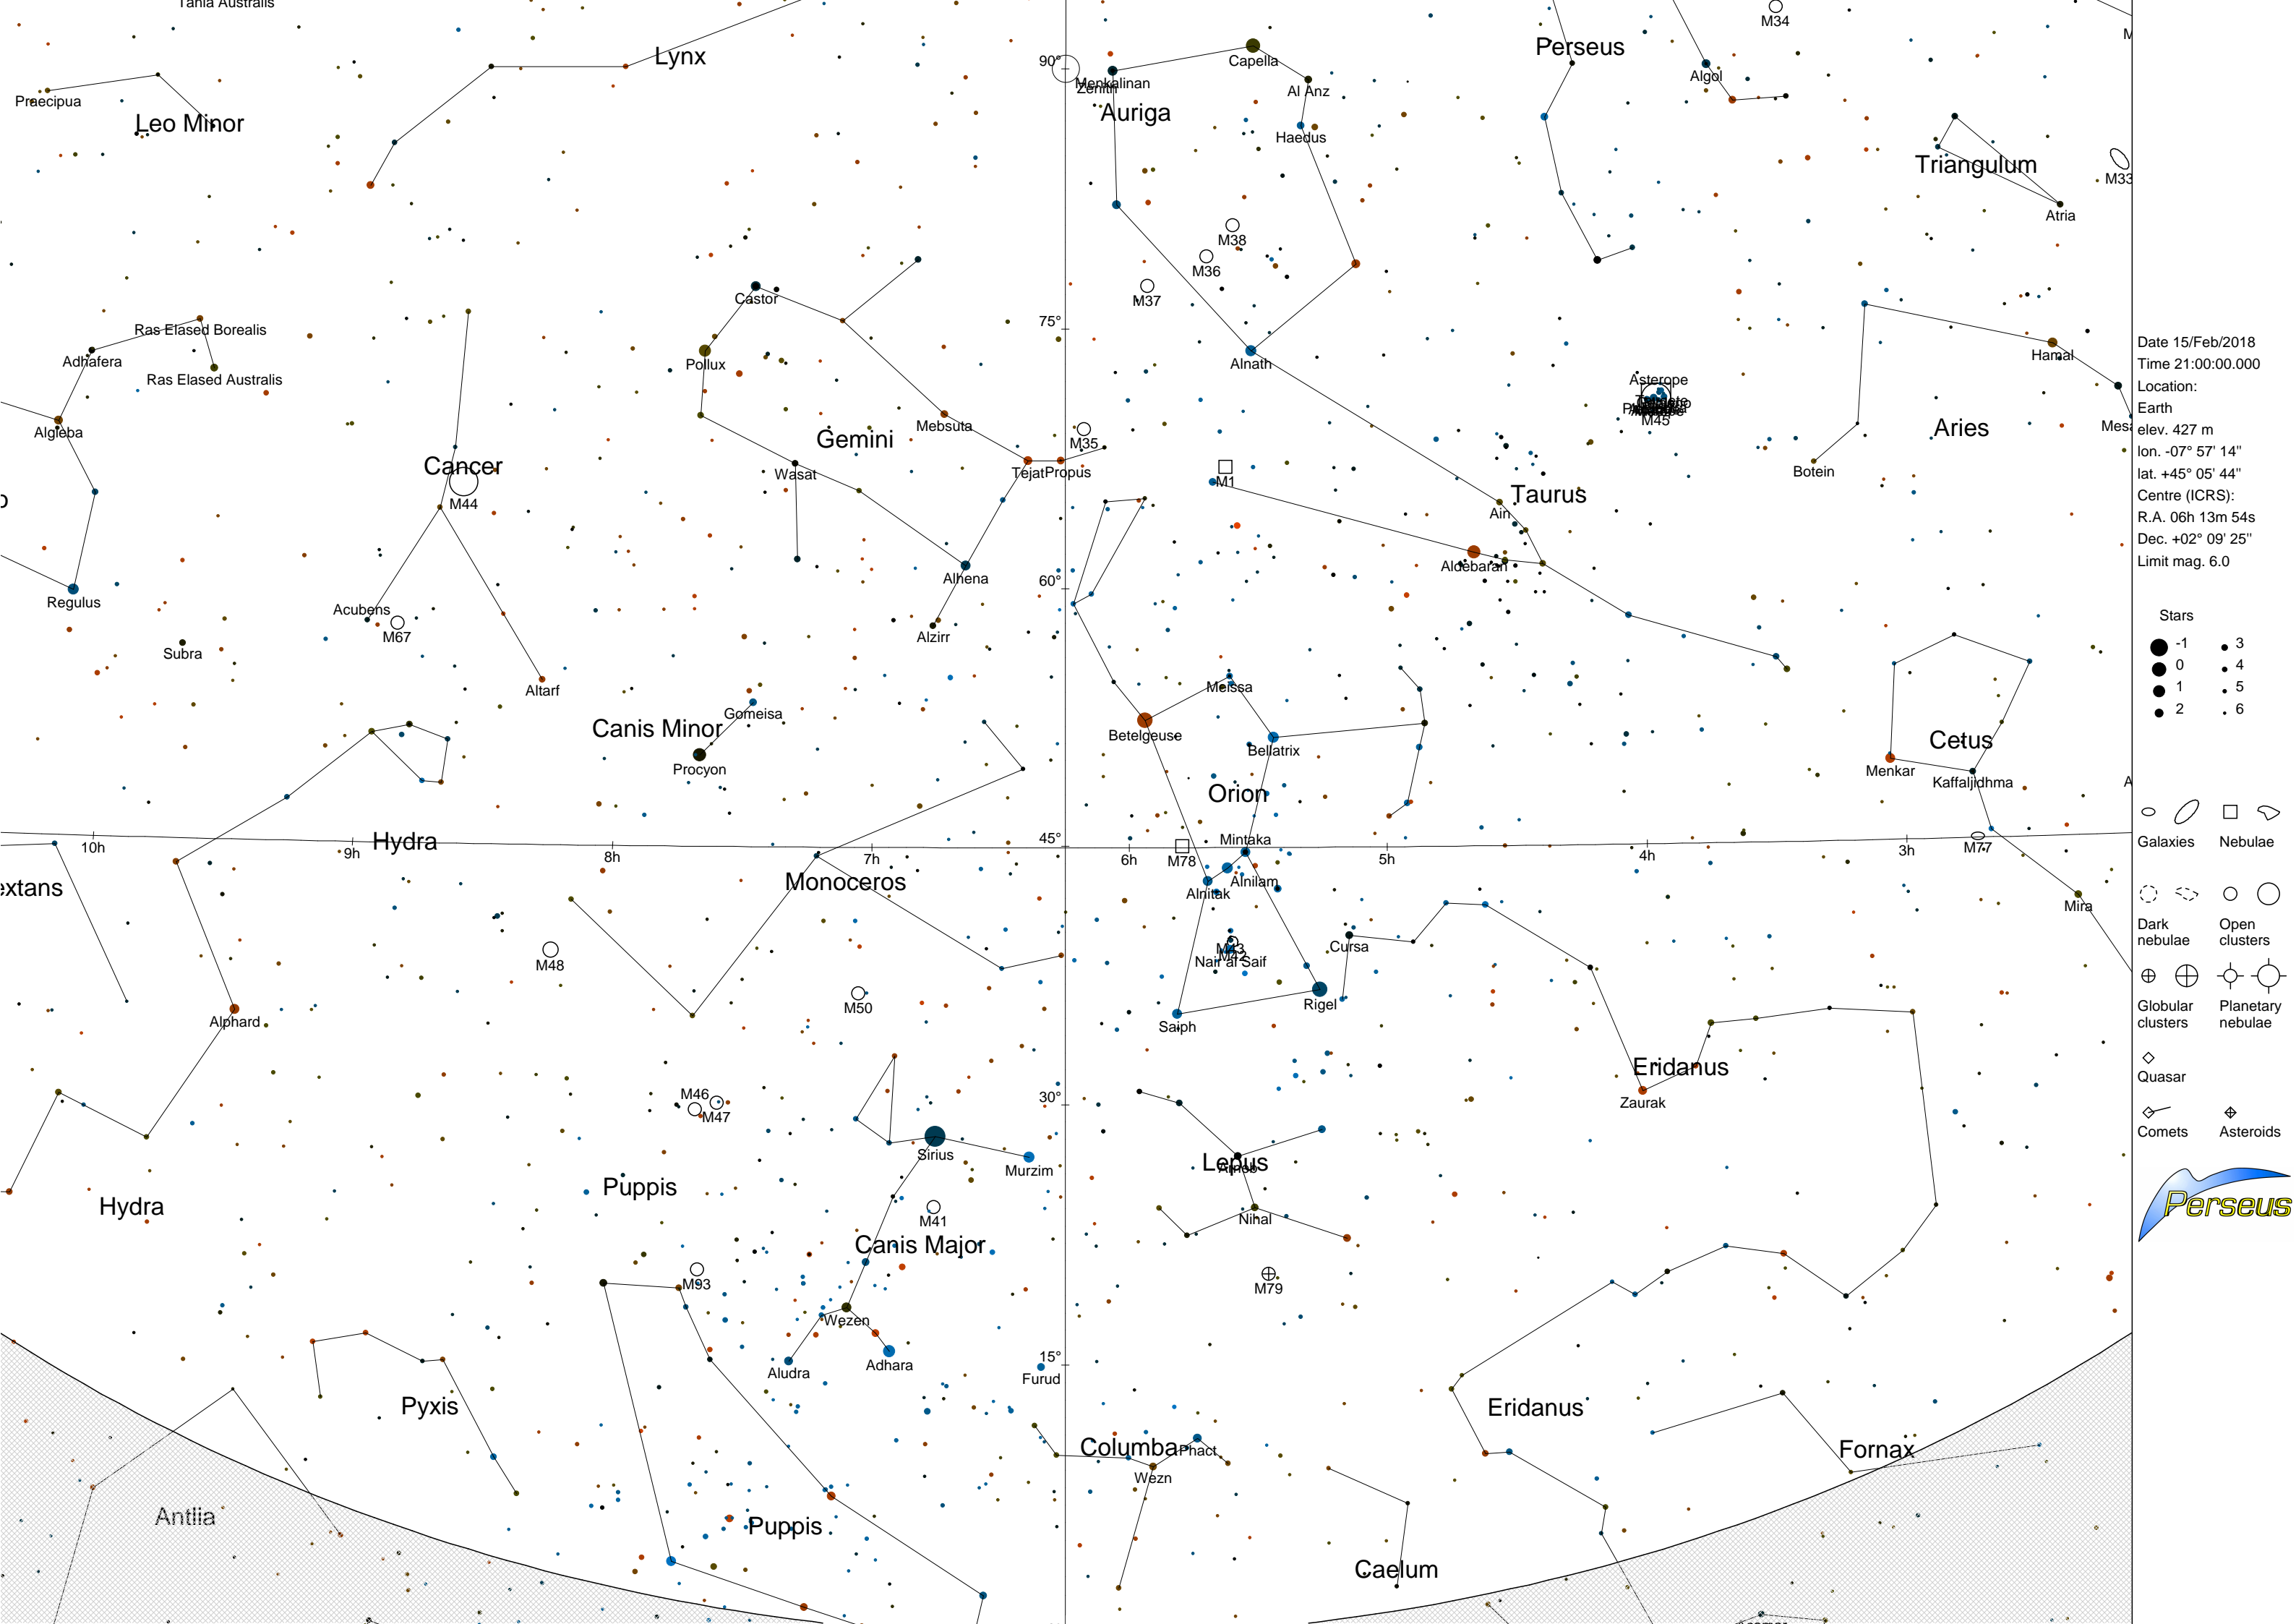 Tania Australis
Lynx
Praecipua
Leo Minor
90°
Capella
Menkalinan
Zenith
Al Anz
Auriga
Haedus
Perseus
M34
Algol
Triangulum
M33
Atria
M38
M36
M37
Castor
75°
Ras Elased Borealis
Adhafera
Ras Elased Australis
Pollux
Alnath
Asterope
M45
Hamal
Algieba
Mebsuta
Gemini
M35
Aries
Cancer
Wasat
Tejat
Propus
Botein
M44
M1
Taurus
Ain
Aldebaran
Alhena
60°
Regulus
Acubens
M67
Alzirr
Subra
Altarf
Meissa
Gomeisa
Canis Minor
Betelgeuse
Bellatrix
Procyon
Cetus
Menkar
Kaffaljidhma
Orion
Hydra
45°
Mintaka
10h
9h
8h
7h
6h
5h
4h
3h
M78
M77
Monoceros
Alnilam
Alnitak
Mira
M48
M43
M42
Nair al Saif
Cursa
M50
Rigel
Alphard
Saiph
Eridanus
Zaurak
30°
M46
M47
Sirius
Murzim
Lepus
Arneb
Puppis
Hydra
M41
Nihal
Canis Major
M93
M79
Wezen
Aludra
Adhara
15°
Furud
Pyxis
Eridanus
Columba
Phact
Wezn
Fornax
Antlia
Puppis
Caelum
Date 15/Feb/2018
Time 21:00:00.000
Location:
Earth
elev. 427 m
lon. -07° 57' 14"
lat. +45° 05' 44"
Centre (ICRS):
R.A. 06h 13m 54s
Dec. +02° 09' 25"
Limit mag. 6.0
Stars
-1 3
0 4
1 5
2 6
Galaxies Nebulae
Dark nebulae Open clusters
Globular clusters Planetary nebulae
Quasar
Comets Asteroids
Perseus